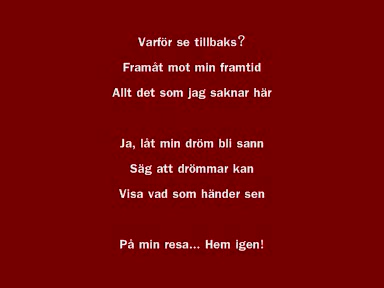 Varför se tillbaks?
Framåt mot min framtid
Allt det som jag saknar här
Ja, låt min dröm bli sann
Säg att drömmar kan
Visa vad som händer sen
På min resa... Hem igen!